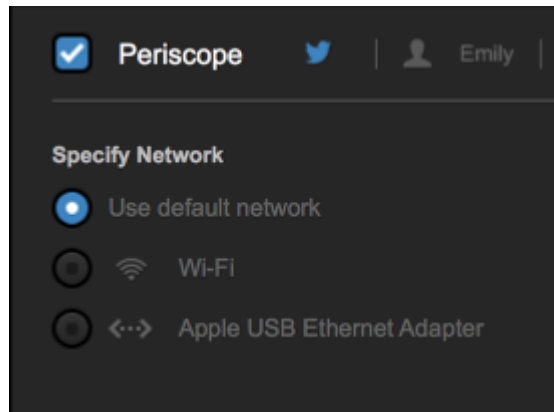 Periscope Emily
Specify Network
Use default network
Wi-Fi
Apple USB Ethernet Adapter